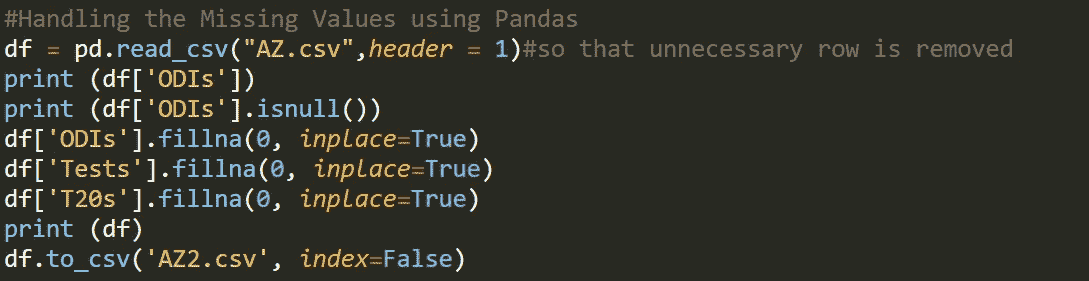 #Handling the Missing Values using Pandas
df = pd.read_csv("AZ.csv",header = 1)#so that unnecessary row is removed
print (df['ODIs'])
print (df['ODIs'].isnull())
df['ODIs'].fillna(0, inplace=True)
df['Tests'].fillna(0, inplace=True)
df['T20s'].fillna(0, inplace=True)
print (df)
df.to_csv('AZ2.csv', index=False)